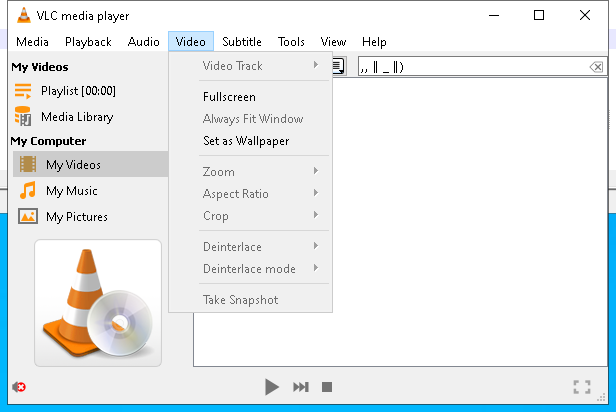 VLC media player
Media Playback Audio Video Subtitle Tools View Help
My Videos
Playlist [00:00]
Media Library
My Computer
My Videos
My Music
My Pictures
Video Track
Fullscreen
Always Fit Window
Set as Wallpaper
Zoom
Aspect Ratio
Crop
Deinterlace
Deinterlace mode
Take Snapshot
,, ‖ _ ‖)